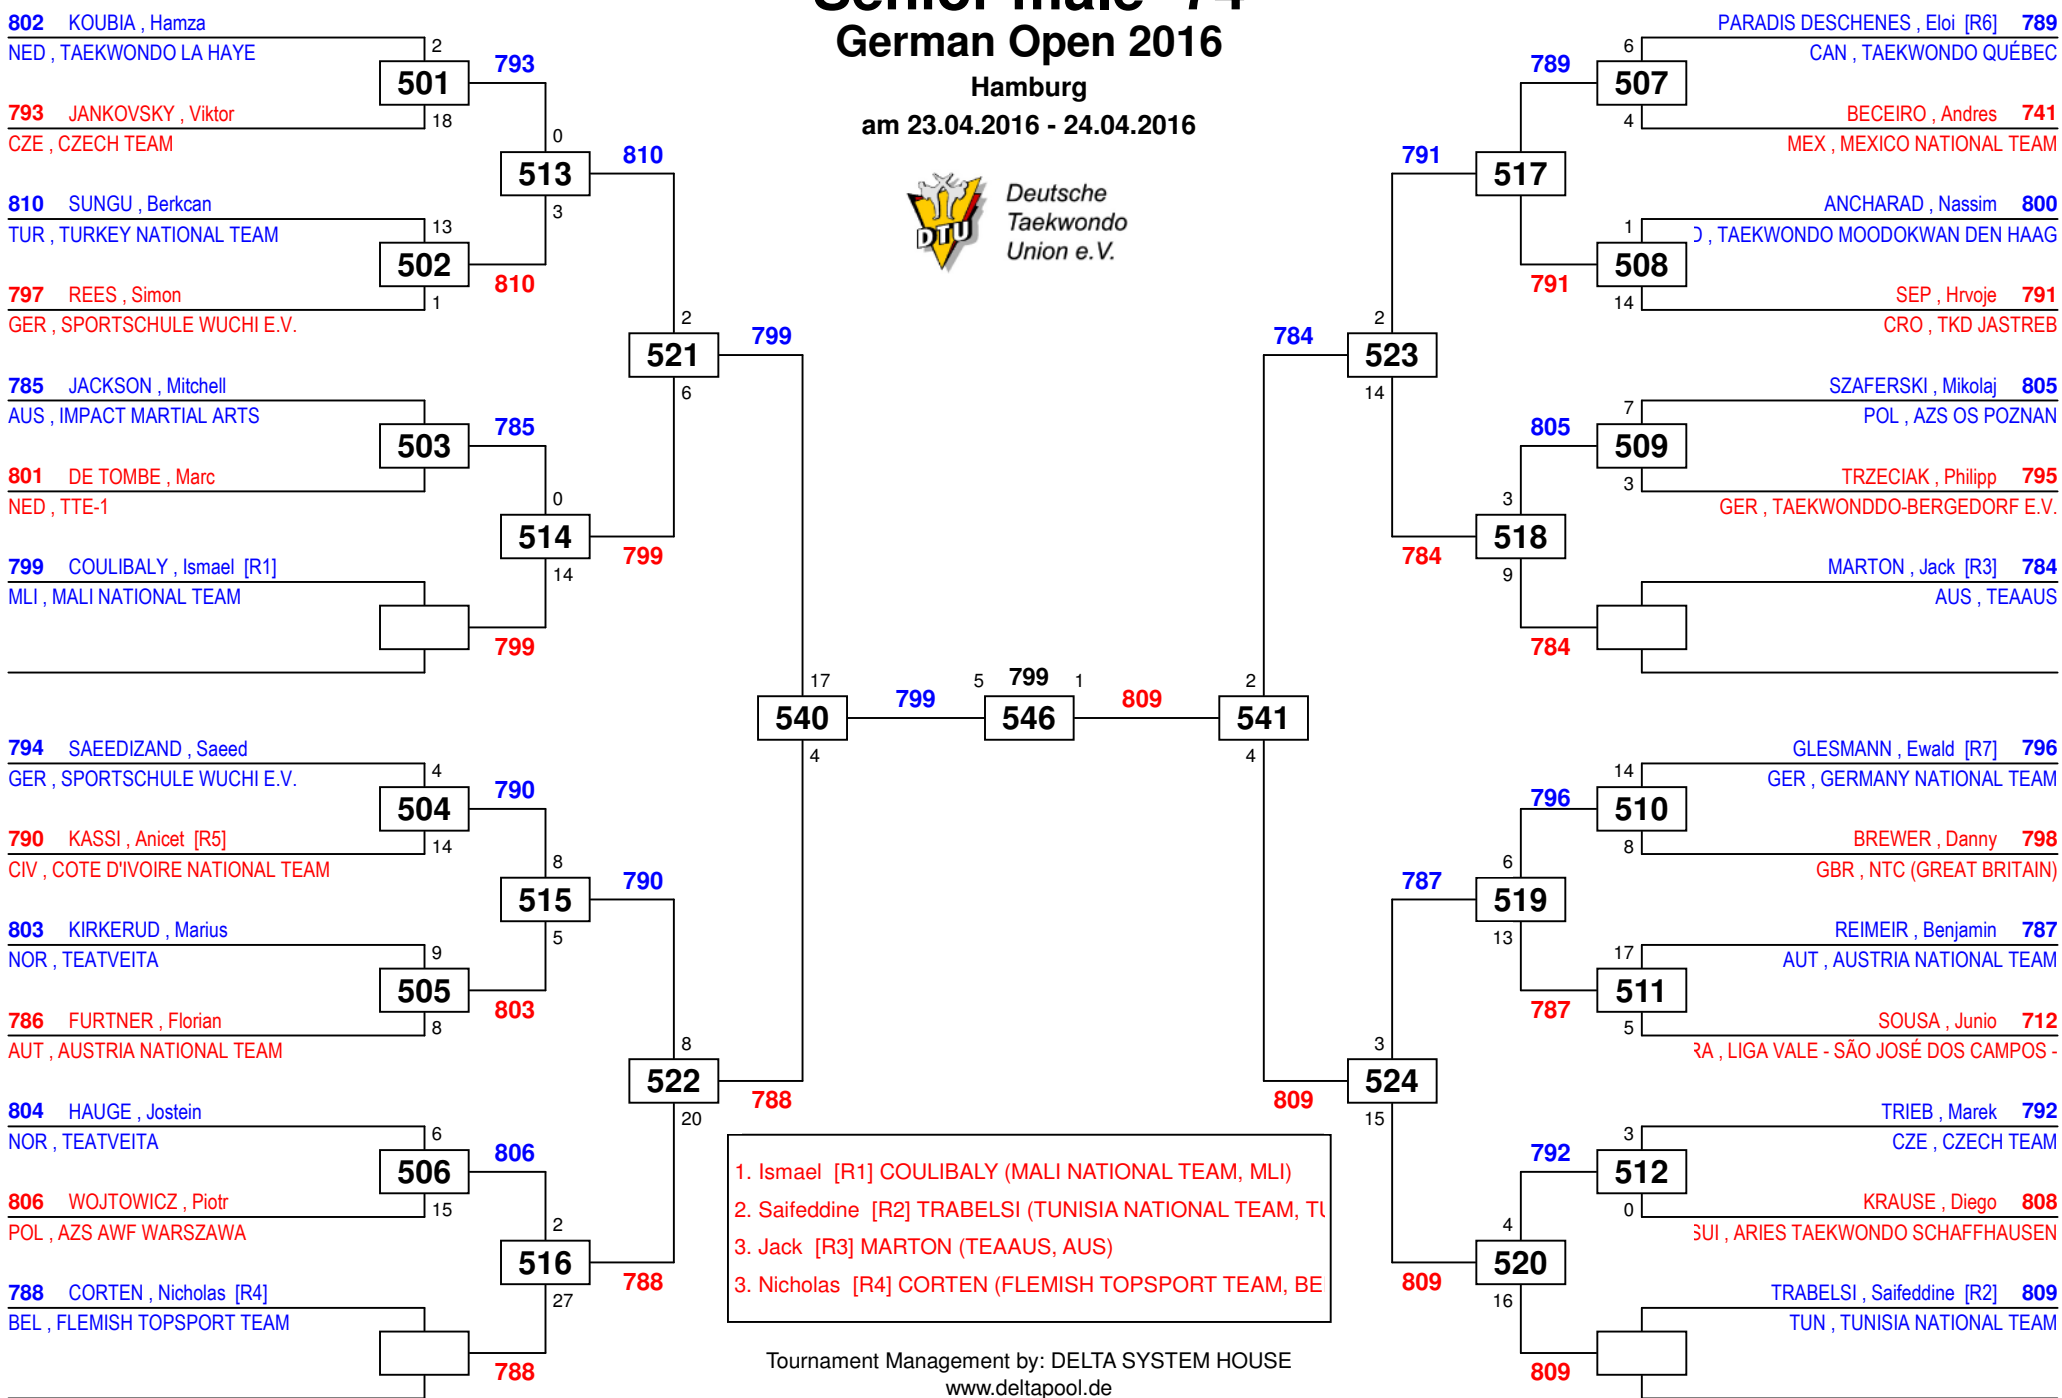 Senior male -74
German Open 2016
Hamburg
am 23.04.2016 - 24.04.2016
DTU
Deutsche
Taekwondo
Union e.V.
802 KOUBIA , Hamza
NED , TAEKWONDO LA HAYE
2
501
793
18
793 JANKOVSKY , Viktor
CZE , CZECH TEAM
0
513
810
3
810 SUNGU , Berkcan
TUR , TURKEY NATIONAL TEAM
13
502
810
1
797 REES , Simon
GER , SPORTSCHULE WUCHI E.V.
2
521
799
6
785 JACKSON , Mitchell
AUS , IMPACT MARTIAL ARTS
503
785
801 DE TOMBE , Marc
NED , TTE-1
0
514
799
14
799 COULIBALY , Ismael [R1]
MLI , MALI NATIONAL TEAM
799
17
540
799
4
5 799 1
546
809
794 SAEEDIZAND , Saeed
GER , SPORTSCHULE WUCHI E.V.
4
504
790
14
790 KASSI , Anicet [R5]
CIV , COTE D'IVOIRE NATIONAL TEAM
8
515
790
5
803 KIRKERUD , Marius
NOR , TEATVEITA
9
505
803
8
786 FURTNER , Florian
AUT , AUSTRIA NATIONAL TEAM
8
522
788
20
804 HAUGE , Jostein
NOR , TEATVEITA
6
506
806
15
806 WOJTOWICZ , Piotr
POL , AZS AWF WARSZAWA
2
516
788
27
788 CORTEN , Nicholas [R4]
BEL , FLEMISH TOPSPORT TEAM
788
PARADIS DESCHENES , Eloi [R6] 789
CAN , TAEKWONDO QUÉBEC
6
789
507
4
BECEIRO , Andres 741
MEX , MEXICO NATIONAL TEAM
791
517
ANCHARAD , Nassim 800
, TAEKWONDO MOODOKWAN DEN HAAG
1
508
791
14
SEP , Hrvoje 791
CRO , TKD JASTREB
2
784
523
14
SZAFERSKI , Mikolaj 805
POL , AZS OS POZNAN
7
805
509
3
TRZECIAK , Philipp 795
GER , TAEKWONDDO-BERGEDORF E.V.
3
518
784
9
MARTON , Jack [R3] 784
AUS , TEAAUS
784
2
541
4
GLESMANN , Ewald [R7] 796
GER , GERMANY NATIONAL TEAM
14
796
510
8
BREWER , Danny 798
GBR , NTC (GREAT BRITAIN)
6
787
519
13
REIMEIR , Benjamin 787
AUT , AUSTRIA NATIONAL TEAM
17
511
787
5
SOUSA , Junio 712
RA , LIGA VALE - SÃO JOSÉ DOS CAMPOS -
3
524
809
15
TRIEB , Marek 792
CZE , CZECH TEAM
3
792
512
0
KRAUSE , Diego 808
SUI , ARIES TAEKWONDO SCHAFFHAUSEN
4
520
809
16
TRABELSI , Saifeddine [R2] 809
TUN , TUNISIA NATIONAL TEAM
809
1. Ismael [R1] COULIBALY (MALI NATIONAL TEAM, MLI)
2. Saifeddine [R2] TRABELSI (TUNISIA NATIONAL TEAM, TU
3. Jack [R3] MARTON (TEAAUS, AUS)
3. Nicholas [R4] CORTEN (FLEMISH TOPSPORT TEAM, BE
Tournament Management by: DELTA SYSTEM HOUSE
www.deltapool.de